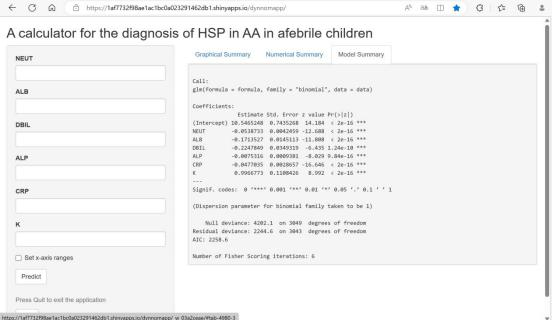 https://1af7732f98ae1ac1bc0a023291462db1.shinyapps.io/dynnomapp/
A calculator for the diagnosis of HSP in AA in afebrile children
NEUT
ALB
DBIL
ALP
CRP
K
Set x-axis ranges
Predict
Press Quit to exit the application
Graphical Summary Numerical Summary Model Summary
Call:
glm(formula = formula, family = "binomial", data = data)
Coefficients:
Estimate Std. Error z value Pr(>|z|)
(Intercept) 10.5465248 0.7435268 14.184 < 2e-16 ***
NEUT -0.0538733 0.0042459 -12.688 < 2e-16 ***
ALB -0.1713527 0.0145113 -11.808 < 2e-16 ***
DBIL -0.2247849 0.0349319 -6.435 1.24e-10 ***
ALP -0.0075316 0.0009381 -8.029 9.84e-16 ***
CRP -0.0477035 0.0028657 -16.646 < 2e-16 ***
K 0.9966773 0.1108426 8.992 < 2e-16 ***
---
Signif. codes: 0 '***' 0.001 '**' 0.01 '*' 0.05 '.' 0.1 ' ' 1
(Dispersion parameter for binomial family taken to be 1)
Null deviance: 4202.1 on 3049 degrees of freedom
Residual deviance: 2244.6 on 3043 degrees of freedom
AIC: 2258.6
Number of Fisher Scoring iterations: 6